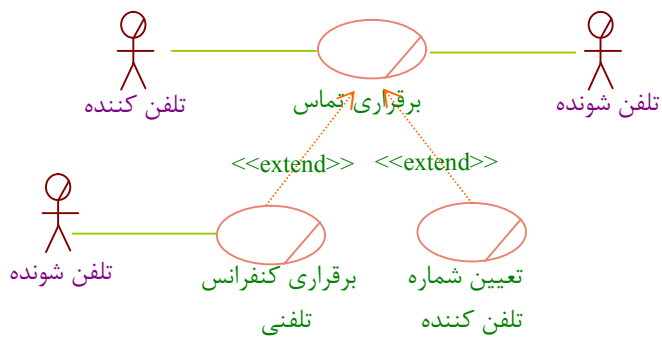 تلفن کننده
تلفن شونده
برقراری تماس
<<extend>>
<<extend>>
تلفن شونده
برقراری کنفرانس
تلفنی
تعیین شماره
تلفن کننده